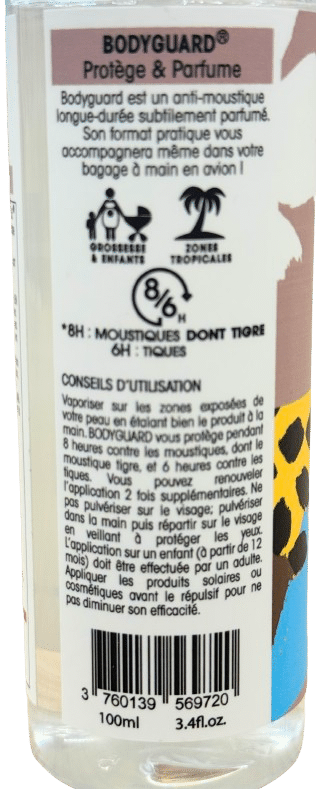 BODYGUARD®
Protège & Parfume
Bodyguard est un anti-moustique
longue-durée subtilement parfumé.
Son format pratique vous
accompagnera même dans votre
bagage à main en avion !
GROSSESSE
& ENFANTS
ZONES
TROPICALES
8/6H
*8H : MOUSTIQUES DONT TIGRE
6H : TIQUES
CONSEILS D'UTILISATION
Vaporiser sur les zones exposées de
votre peau en étalant bien le produit à la
main. BODYGUARD vous protège pendant
8 heures contre les moustiques, dont le
moustique tigre, et 6 heures contre les
tiques. Vous pouvez renouveler
l'application 2 fois supplémentaires. Ne
pas pulvériser sur le visage; pulvériser
dans la main puis répartir sur le visage
en veillant à protéger les yeux.
L'application sur un enfant (à partir de 12
mois) doit être effectuée par un adulte.
Appliquer les produits solaires ou
cosmétiques avant le répulsif pour ne
pas diminuer son efficacité.
3 760139 569720
100ml 3.4fl.oz.